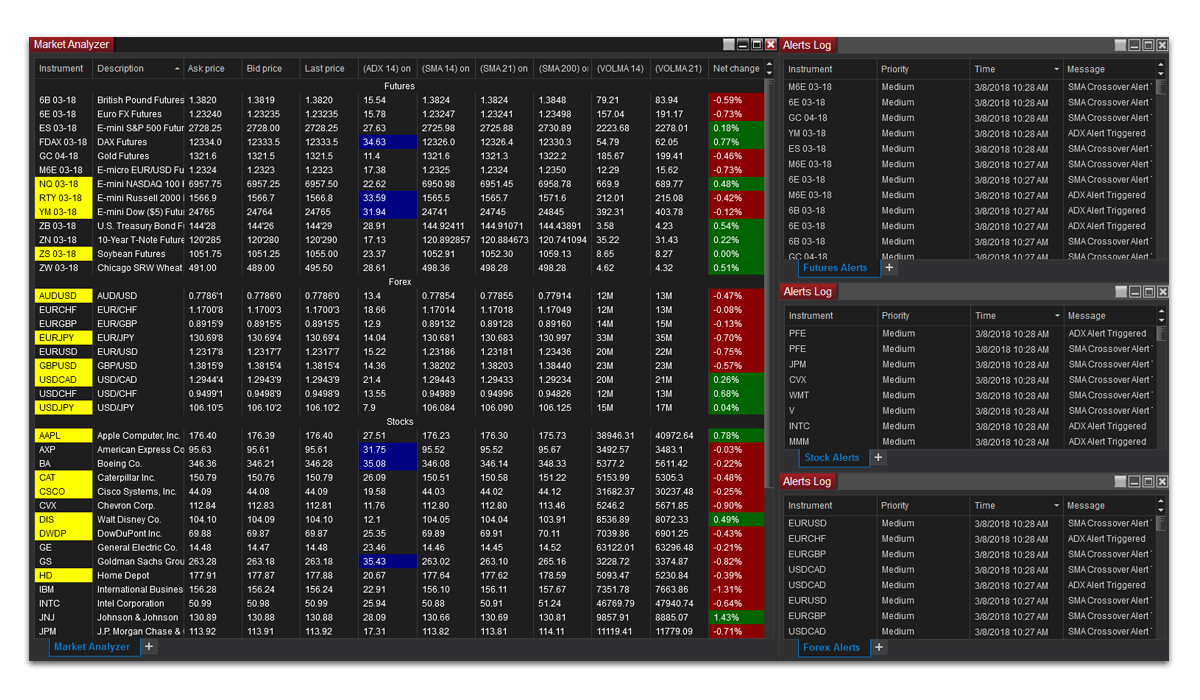 Market Analyzer
Instrument Description Ask price Bid price Last price (ADX 14) on (SMA 14) on (SMA 21) on (SMA 200) o (VOLMA 14) (VOLMA 21) Net change
Futures
6B 03-18 British Pound Futures 1.3820 1.3819 1.3820 15.54 1.3824 1.3824 1.3848 79.21 83.94 -0.59%
6E 03-18 Euro FX Futures 1.23240 1.23235 1.23235 15.78 1.23247 1.23241 1.23498 157.04 191.17 -0.73%
ES 03-18 E-mini S&P 500 Futur 2728.25 2728.00 2728.25 27.63 2725.98 2725.88 2730.89 2223.68 2278.01 0.18%
FDAX 03-18 DAX Futures 12334.0 12333.5 12333.5 34.63 12326.0 12326.4 12330.3 54.79 62.05 0.77%
GC 04-18 Gold Futures 1321.6 1321.5 1321.5 11.4 1321.6 1321.3 1322.2 185.67 199.41 -0.46%
M6E 03-18 E-micro EUR/USD Fu 1.2324 1.2323 1.2323 17.38 1.2325 1.2324 1.2350 12.29 15.62 -0.73%
NQ 03-18 E-mini NASDAQ 100 6957.75 6957.25 6957.50 22.62 6950.98 6951.45 6958.78 669.9 689.77 0.48%
RTY 03-18 E-mini Russell 2000 1566.9 1566.7 1566.8 33.59 1565.5 1565.7 1571.6 212.01 215.08 -0.42%
YM 03-18 E-mini Dow ($5) Futu 24765 24764 24765 31.94 24741 24745 24845 392.31 403.78 -0.12%
ZB 03-18 U.S. Treasury Bond F 144'28 144'26 144'29 28.91 144.92411 144.91071 144.43891 3.58 4.23 0.54%
ZN 03-18 10-Year T-Note Future 120'285 120'280 120'290 17.13 120.892857 120.884673 120.741094 35.22 31.43 0.22%
ZS 03-18 Soybean Futures 1051.75 1051.25 1055.00 23.37 1052.91 1052.30 1059.13 8.65 8.27 0.00%
ZW 03-18 Chicago SRW Wheat 491.00 489.00 495.50 28.61 498.36 498.28 498.28 4.62 4.32 0.51%
Forex
AUDUSD AUD/USD 0.7786'1 0.7786'0 0.7786'0 13.4 0.77854 0.77855 0.77914 12M 13M -0.47%
EURCHF EUR/CHF 1.1700'8 1.1700'3 1.1700'3 18.66 1.17014 1.17018 1.17049 12M 13M -0.08%
EURGBP EUR/GBP 0.8915'9 0.8915'5 0.8915'5 12.9 0.89132 0.89128 0.89160 14M 15M -0.13%
EURJPY EUR/JPY 130.69'8 130.69'4 130.69'4 14.04 130.681 130.683 130.997 33M 35M -0.70%
EURUSD EUR/USD 1.2317'8 1.2317'7 1.2317'7 15.22 1.23186 1.23181 1.23436 20M 22M -0.75%
GBPUSD GBP/USD 1.3815'9 1.3815'4 1.3815'4 14.36 1.38202 1.38203 1.38440 23M 23M -0.57%
USDCAD USD/CAD 1.2944'4 1.2943'9 1.2943'9 21.4 1.29443 1.29433 1.29234 20M 21M 0.26%
USDCHF USD/CHF 0.9499'1 0.9498'9 0.9498'9 13.55 0.94989 0.94996 0.94826 12M 13M 0.68%
USDJPY USD/JPY 106.10'5 106.10'2 106.10'2 7.9 106.084 106.090 106.125 15M 17M 0.04%
Stocks
AAPL Apple Computer, Inc. 176.40 176.39 176.40 27.51 176.23 176.30 175.73 38946.31 40972.64 0.78%
AXP American Express Co 95.63 95.61 95.61 31.75 95.52 95.52 95.67 3492.57 3483.1 -0.03%
BA Boeing Co. 346.36 346.21 346.28 35.08 346.08 346.14 348.33 5377.2 5611.42 -0.22%
CAT Caterpillar Inc. 150.79 150.76 150.79 26.09 150.51 150.58 151.22 5153.99 5305.3 -0.48%
CSCO Cisco Systems, Inc. 44.09 44.08 44.09 19.58 44.03 44.02 44.12 31682.37 30237.48 -0.25%
CVX Chevron Corp. 112.84 112.83 112.81 11.76 112.80 112.80 113.46 5246.2 5671.85 -0.90%
DIS Walt Disney Co. 104.10 104.09 104.10 12.1 104.05 104.04 103.91 8536.89 8072.33 0.49%
DWDP DowDuPont Inc. 69.88 69.87 69.87 25.35 69.89 69.91 70.11 7039.86 6901.25 -0.43%
GE General Electric Co. 14.48 14.47 14.48 23.46 14.46 14.45 14.52 63122.01 63296.48 -0.21%
GS Goldman Sachs Grou 263.28 263.18 263.18 35.43 263.02 263.10 265.16 3228.72 3374.87 -0.82%
HD Home Depot 177.91 177.87 177.88 20.67 177.64 177.62 178.59 5093.47 5230.84 -0.39%
IBM International Business 156.28 156.24 156.24 22.91 156.10 156.11 157.67 7351.78 7663.86 -1.31%
INTC Intel Corporation 50.99 50.98 50.99 25.94 50.88 50.91 51.24 46769.79 47940.74 -0.64%
JNJ Johnson & Johnson 130.89 130.88 130.88 28.09 130.66 130.69 130.81 9857.91 8885.07 1.43%
JPM J.P. Morgan Chase & 113.92 113.91 113.92 17.31 113.82 113.81 114.11 11119.41 11779.09 -0.71%
Market Analyzer +
Alerts Log
Instrument Priority Time Message
M6E 03-18 Medium 3/8/2018 10:28 AM SMA Crossover Alert
6E 03-18 Medium 3/8/2018 10:28 AM SMA Crossover Alert
GC 04-18 Medium 3/8/2018 10:28 AM SMA Crossover Alert
YM 03-18 Medium 3/8/2018 10:28 AM ADX Alert Triggered
ES 03-18 Medium 3/8/2018 10:28 AM SMA Crossover Alert
M6E 03-18 Medium 3/8/2018 10:27 AM SMA Crossover Alert
6E 03-18 Medium 3/8/2018 10:27 AM SMA Crossover Alert
M6E 03-18 Medium 3/8/2018 10:27 AM ADX Alert Triggered
6B 03-18 Medium 3/8/2018 10:27 AM ADX Alert Triggered
6E 03-18 Medium 3/8/2018 10:27 AM ADX Alert Triggered
6B 03-18 Medium 3/8/2018 10:27 AM SMA Crossover Alert
GC 04-18 Medium 3/8/2018 10:27 AM SMA Crossover Alert
Futures Alerts +
Alerts Log
Instrument Priority Time Message
PFE Medium 3/8/2018 10:28 AM ADX Alert Triggered
PFE Medium 3/8/2018 10:28 AM SMA Crossover Alert
JPM Medium 3/8/2018 10:28 AM SMA Crossover Alert
CVX Medium 3/8/2018 10:28 AM SMA Crossover Alert
WMT Medium 3/8/2018 10:28 AM SMA Crossover Alert
V Medium 3/8/2018 10:28 AM SMA Crossover Alert
INTC Medium 3/8/2018 10:28 AM ADX Alert Triggered
MMM Medium 3/8/2018 10:28 AM ADX Alert Triggered
Stock Alerts +
Alerts Log
Instrument Priority Time Message
EURUSD Medium 3/8/2018 10:28 AM SMA Crossover Alert
EURCHF Medium 3/8/2018 10:28 AM ADX Alert Triggered
EURGBP Medium 3/8/2018 10:28 AM SMA Crossover Alert
USDCAD Medium 3/8/2018 10:28 AM SMA Crossover Alert
USDCAD Medium 3/8/2018 10:27 AM ADX Alert Triggered
EURUSD Medium 3/8/2018 10:27 AM SMA Crossover Alert
EURGBP Medium 3/8/2018 10:27 AM SMA Crossover Alert
USDCAD Medium 3/8/2018 10:27 AM SMA Crossover Alert
Forex Alerts +